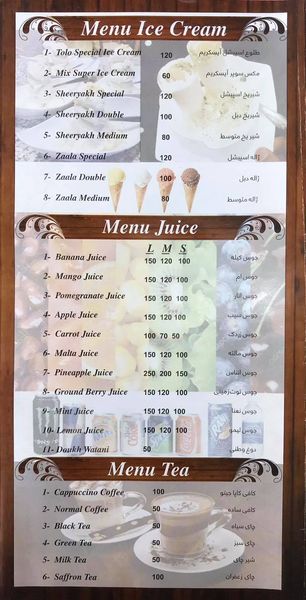 Menu Ice Cream
1- Tolo Special Ice Cream 120 طلوع اسپیشل آیسکریم
2- Mix Super Ice Cream 60 مکس سوپر آیسکریم
3- Sheeryakh Special 120 شیریخ اسپیشل
4- Sheeryakh Double 100 شیریخ دبل
5- Sheeryakh Medium 80 شیر یخ متوسط
6- Zaala Special 120 ژاله اسپیشل
7- Zaala Double 100 ژاله دبل
8- Zaala Medium 80 ژاله متوسط
Menu Juice
L M S
1- Banana Juice 150 120 100 جوس کیله
2- Mango Juice 150 120 100 جوس ام
3- Pomegranate Juice 150 120 100 جوس انار
4- Apple Juice 150 120 100 جوس سیب
5- Carrot Juice 100 70 50 جوس زردک
6- Malta Juice 150 120 100 جوس مالته
7- Pineapple Juice 250 200 150 جوس اناناس
8- Ground Berry Juice 150 120 100 جوس توت زمینی
9- Mint Juice 150 120 100 جوس نعنا
10- Lemon Juice 150 120 100 جوس لیمو
11- Doukh Watani 50 دوغ وطنی
Menu Tea
1- Cappuccino Coffee 100 کافی کاپا چینو
2- Normal Coffee 50 کافی ساده
3- Black Tea 50 چای سیاه
4- Green Tea 50 چای سبز
5- Milk Tea 50 شیر چای
6- Saffron Tea 100 چای زعفران